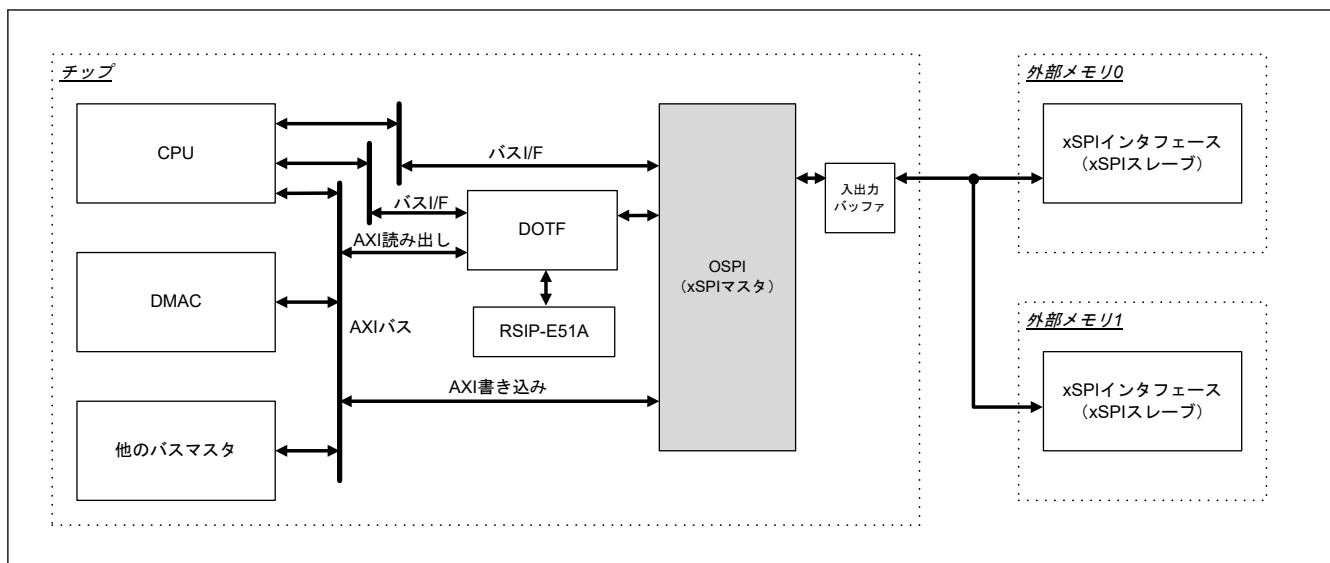 チップ
外部メモリ0
CPU
バスI/F
xSPIインタフェース
(xSPIスレーブ)
入出力
バッファ
バスI/F
DOTF
AXI読み出し
OSPI
(xSPIマスタ)
DMAC
AXIバス
RSIP-E51A
外部メモリ1
AXI書き込み
xSPIインタフェース
(xSPIスレーブ)
他のバスマスタ